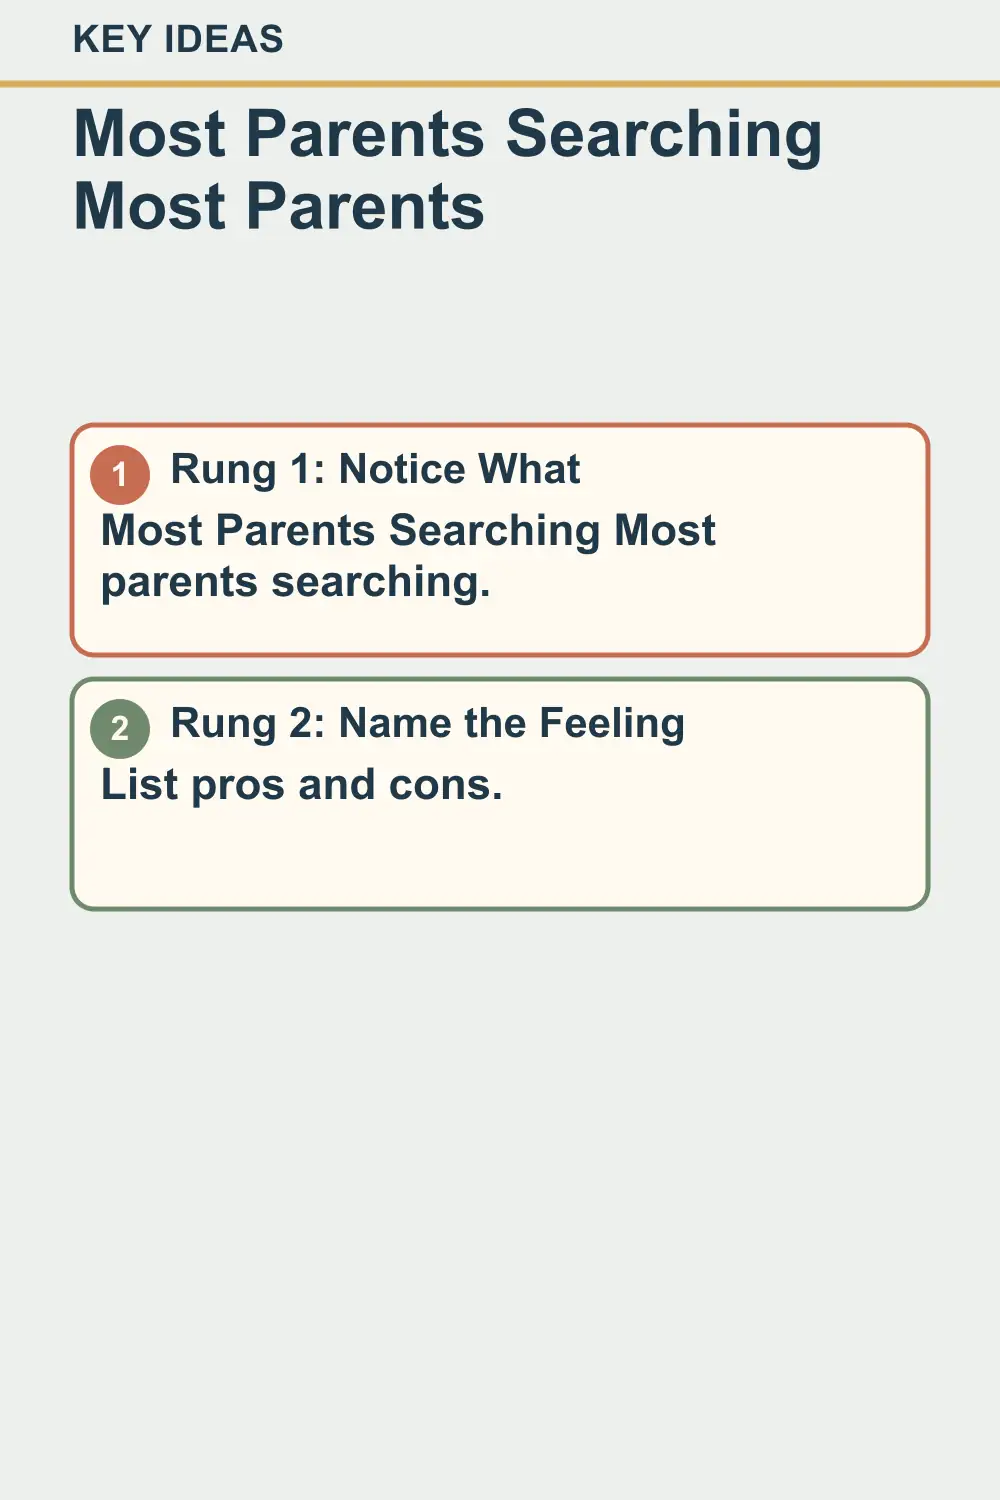 KEY IDEAS
Most Parents Searching
Most Parents
1 Rung 1: Notice What
Most Parents Searching Most
parents searching.
2 Rung 2: Name the Feeling
List pros and cons.